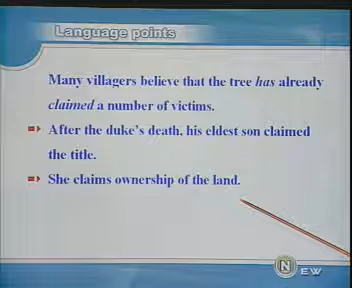 Language points
Many villagers believe that the tree has already
claimed a number of victims.
After the duke's death, his eldest son claimed
the title.
She claims ownership of the land.
N EW